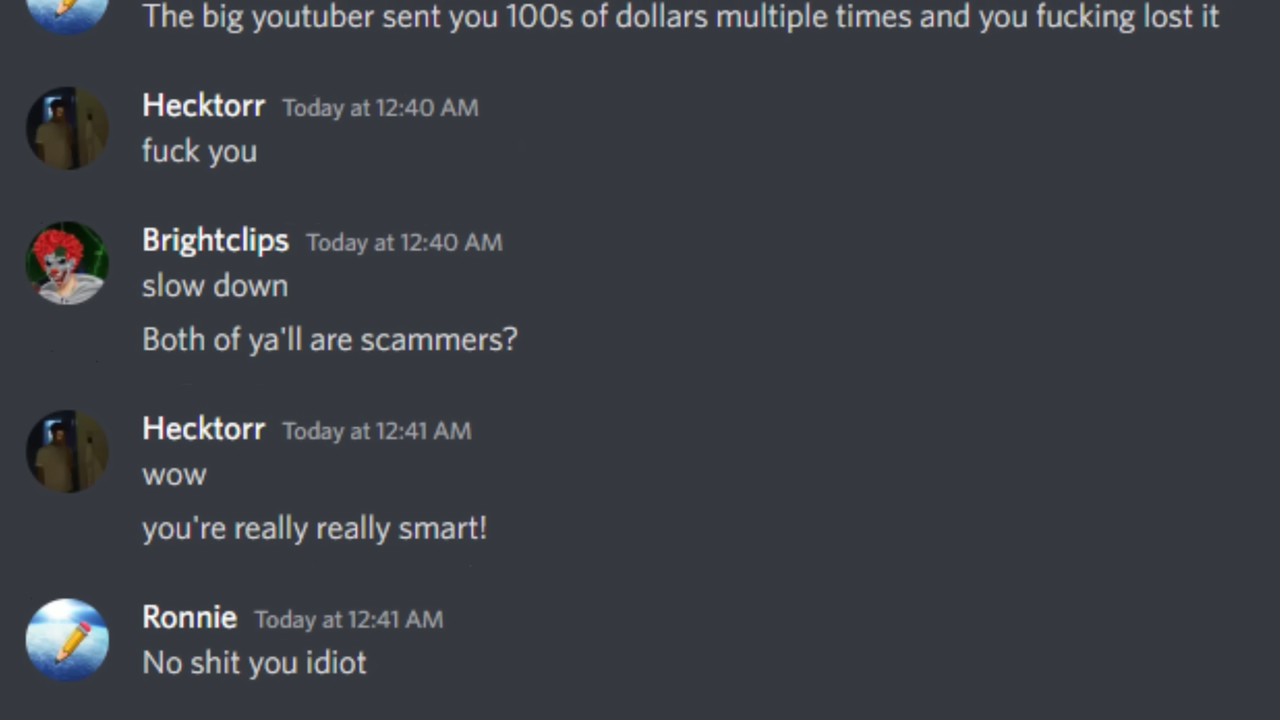 The big youtuber sent you 100s of dollars multiple times and you fucking lost it
Hecktorr Today at 12:40 AM
fuck you
Brightclips Today at 12:40 AM
slow down
Both of ya'll are scammers?
Hecktorr Today at 12:41 AM
wow
you're really really smart!
Ronnie Today at 12:41 AM
No shit you idiot